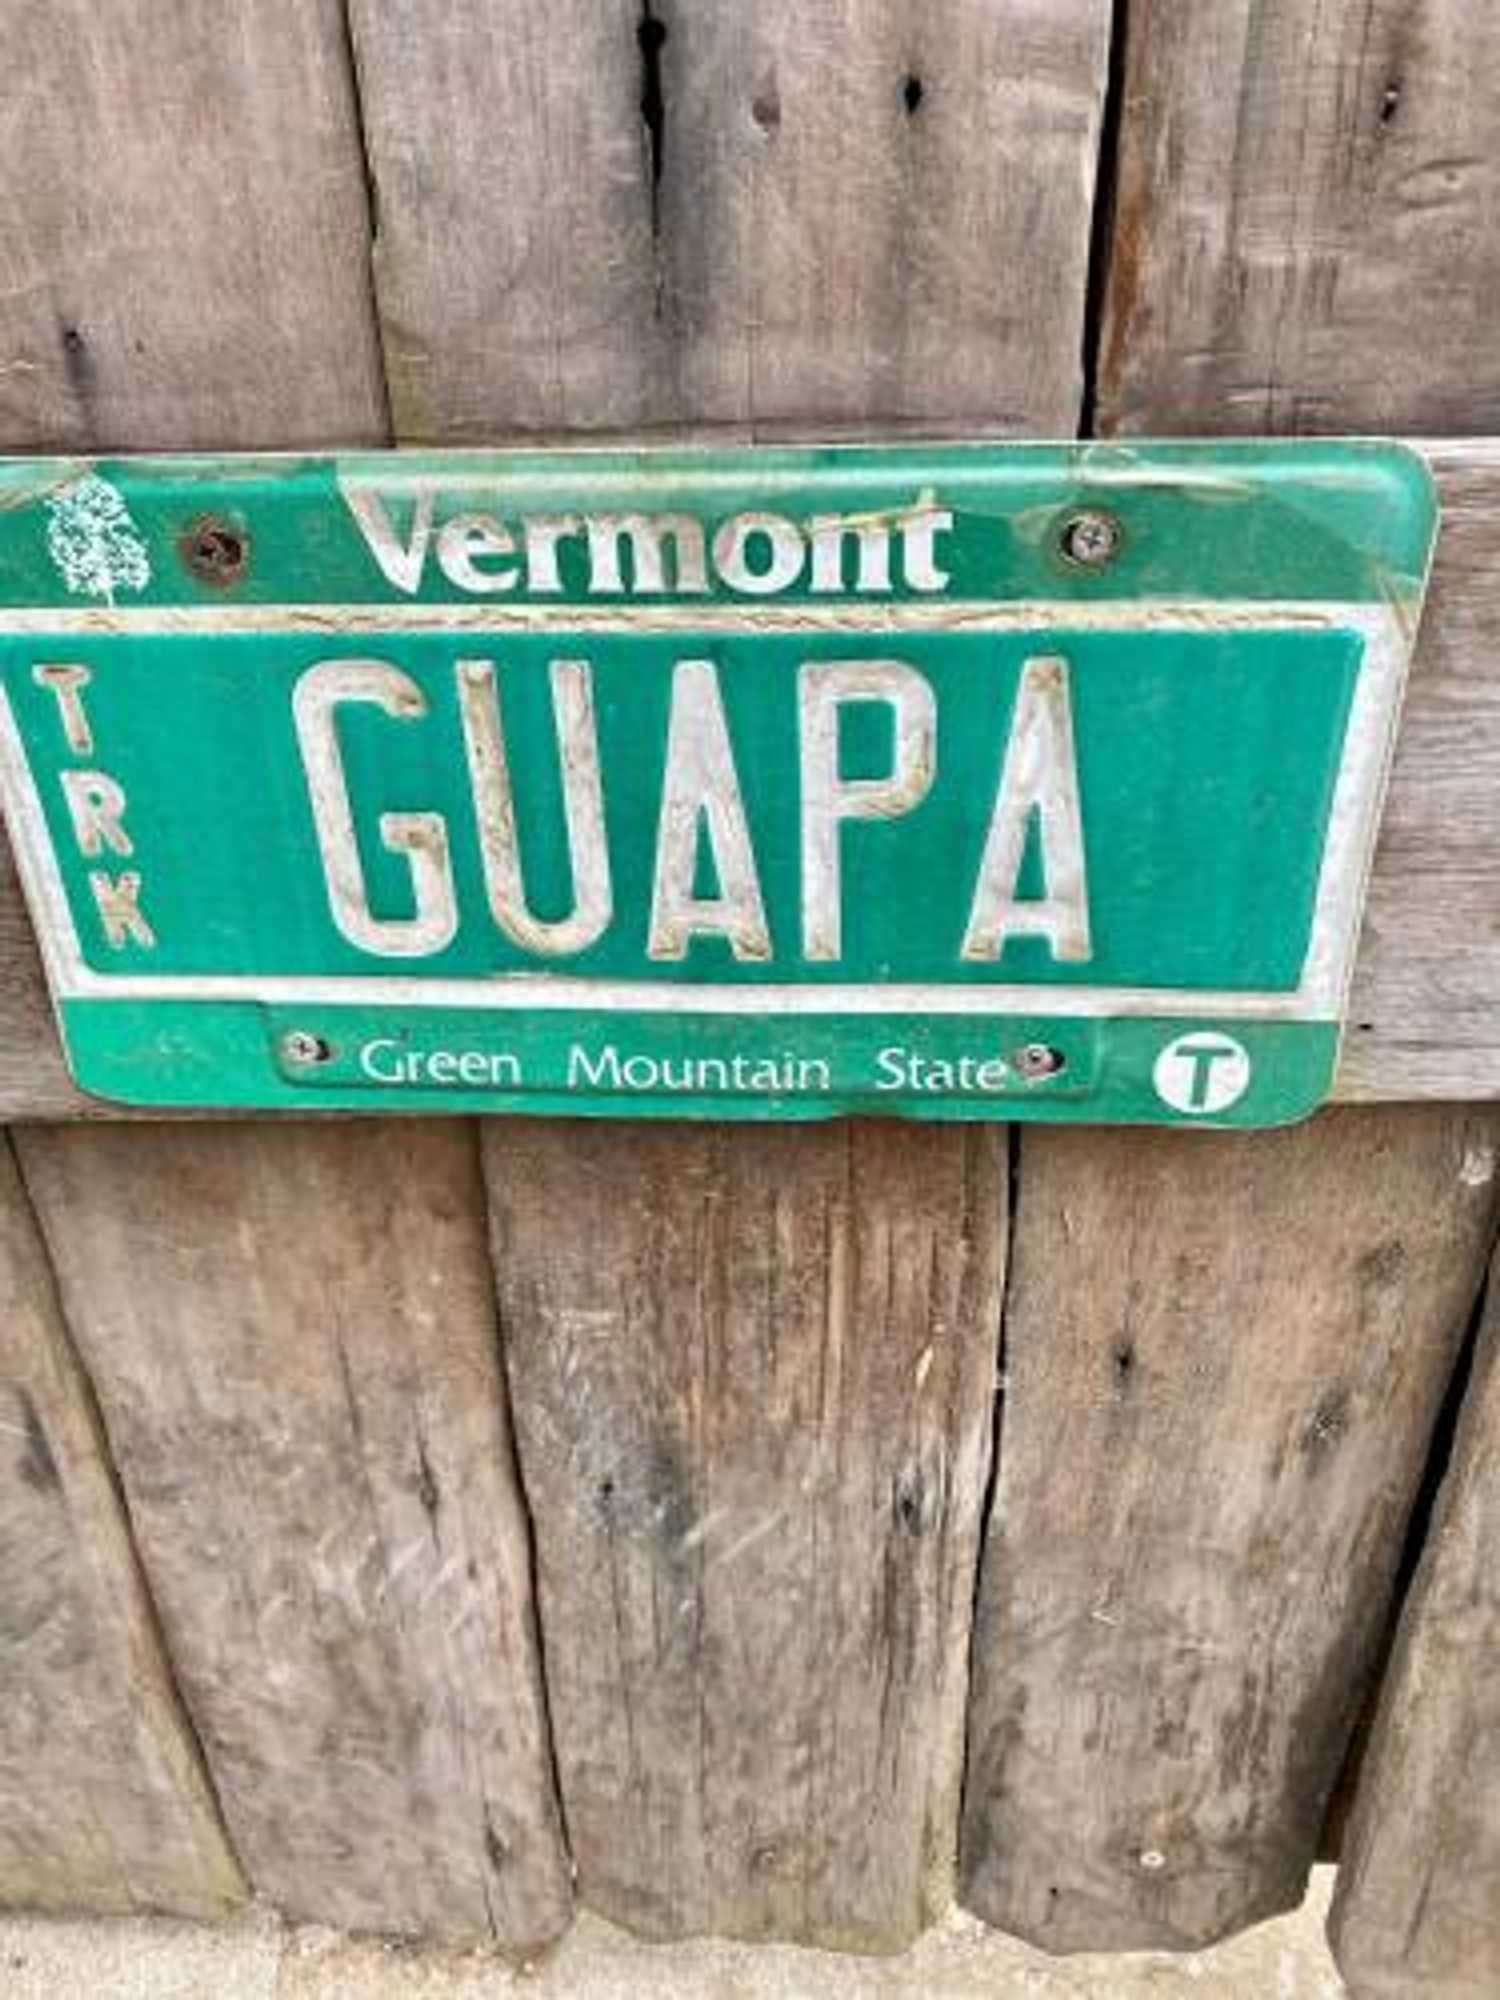 Vermont
TRK
GUAPA
Green Mountain State
T